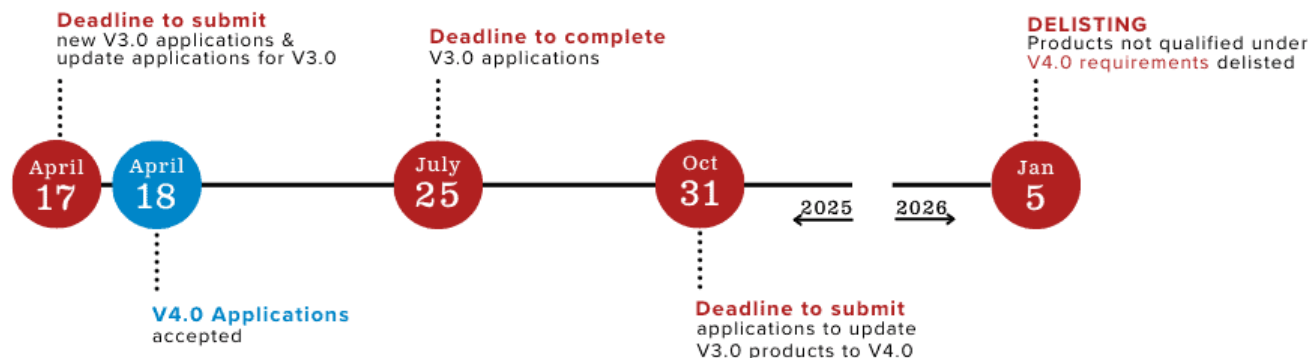 Deadline to submit
new V3.0 applications &
update applications for V3.0
Deadline to complete
V3.0 applications
DELISTING
Products not qualified under
V4.0 requirements delisted
April
17
April
18
July
25
Oct
31
2025
2026
Jan
5
V4.0 Applications
accepted
Deadline to submit
applications to update
V3.0 products to V4.0